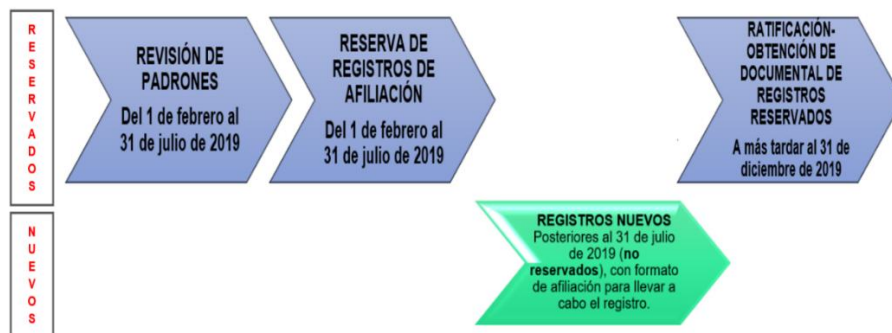 RESERVADOS
REVISIÓN DE
PADRONES
Del 1 de febrero al
31 de julio de 2019
RESERVA DE
REGISTROS DE
AFILIACIÓN
Del 1 de febrero al
31 de julio de 2019
RATIFICACIÓN-
OBTENCIÓN DE
DOCUMENTAL DE
REGISTROS
RESERVADOS
A más tardar al 31 de
diciembre de 2019
NUEVOS
REGISTROS NUEVOS
Posteriores al 31 de julio
de 2019 (no
reservados), con formato
de afiliación para llevar a
cabo el registro.